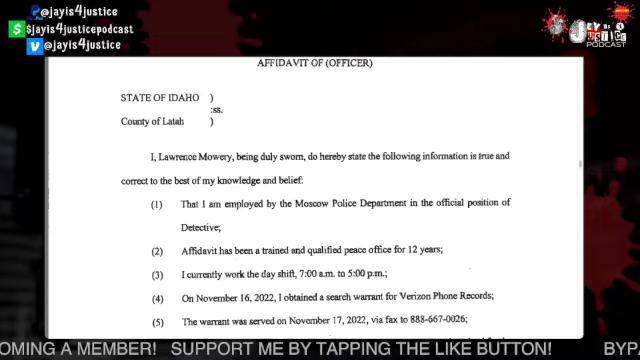 @jayis4justice
$jayis4justicepodcast
@jayis4justice
JAY IS 4
JUSTICE
PODCAST
AFFIDAVIT OF (OFFICER)
STATE OF IDAHO )
:ss.
County of Latah )
I, Lawrence Mowery, being duly sworn, do hereby state the following information is true and
correct to the best of my knowledge and belief:
(1) That I am employed by the Moscow Police Department in the official position of
Detective;
(2) Affidavit has been a trained and qualified peace office for 12 years;
(3) I currently work the day shift, 7:00 a.m. to 5:00 p.m.;
(4) On November 16, 2022, I obtained a search warrant for Verizon Phone Records;
(5) The warrant was served on November 17, 2022, via fax to 888-667-0026;
OMING A MEMBER! SUPPORT ME BY TAPPING THE LIKE BUTTON! BYP